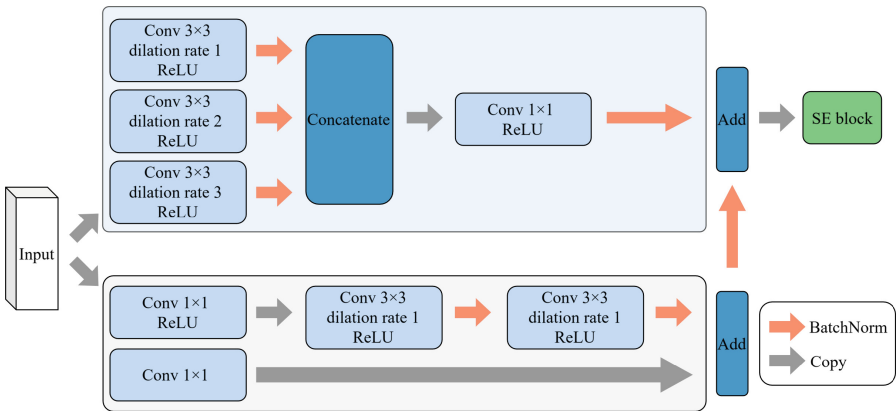 Conv 3×3
dilation rate 1
ReLU
Conv 3×3
dilation rate 2
ReLU
Conv 3×3
dilation rate 3
ReLU
Concatenate
Conv 1×1
ReLU
Add
SE block
Input
Conv 1×1
ReLU
Conv 3×3
dilation rate 1
ReLU
Conv 3×3
dilation rate 1
ReLU
Conv 1×1
Add
BatchNorm
Copy